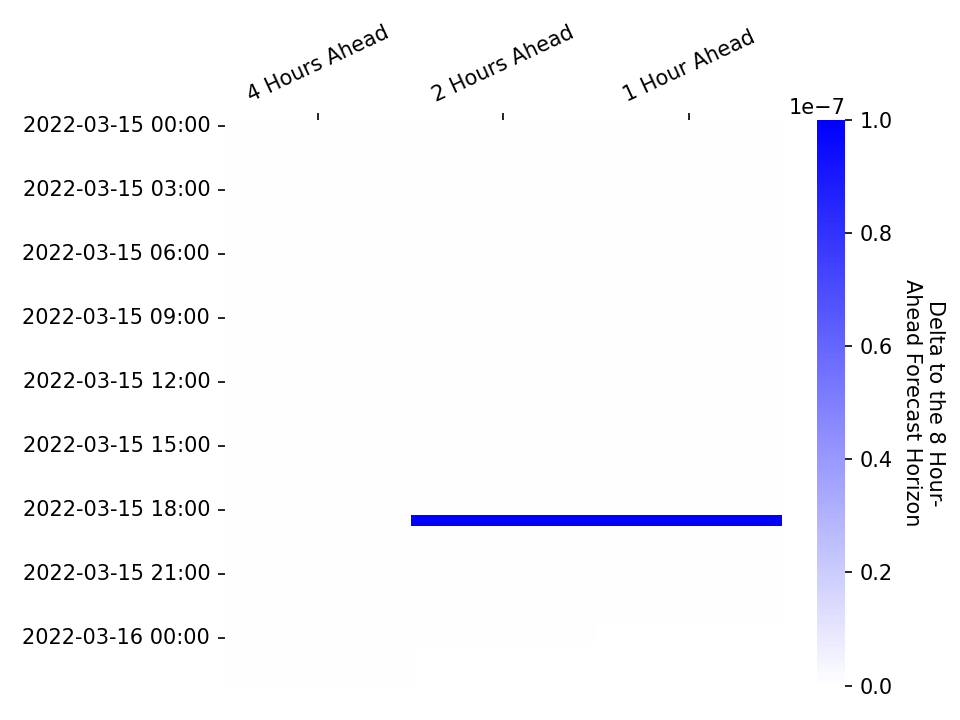 4 Hours Ahead
2 Hours Ahead
1 Hour Ahead
1e−7
2022-03-15 00:00
2022-03-15 03:00
2022-03-15 06:00
2022-03-15 09:00
2022-03-15 12:00
2022-03-15 15:00
2022-03-15 18:00
2022-03-15 21:00
2022-03-16 00:00
1.0
0.8
0.6
0.4
0.2
0.0
Delta to the 8 Hour-
Ahead Forecast Horizon